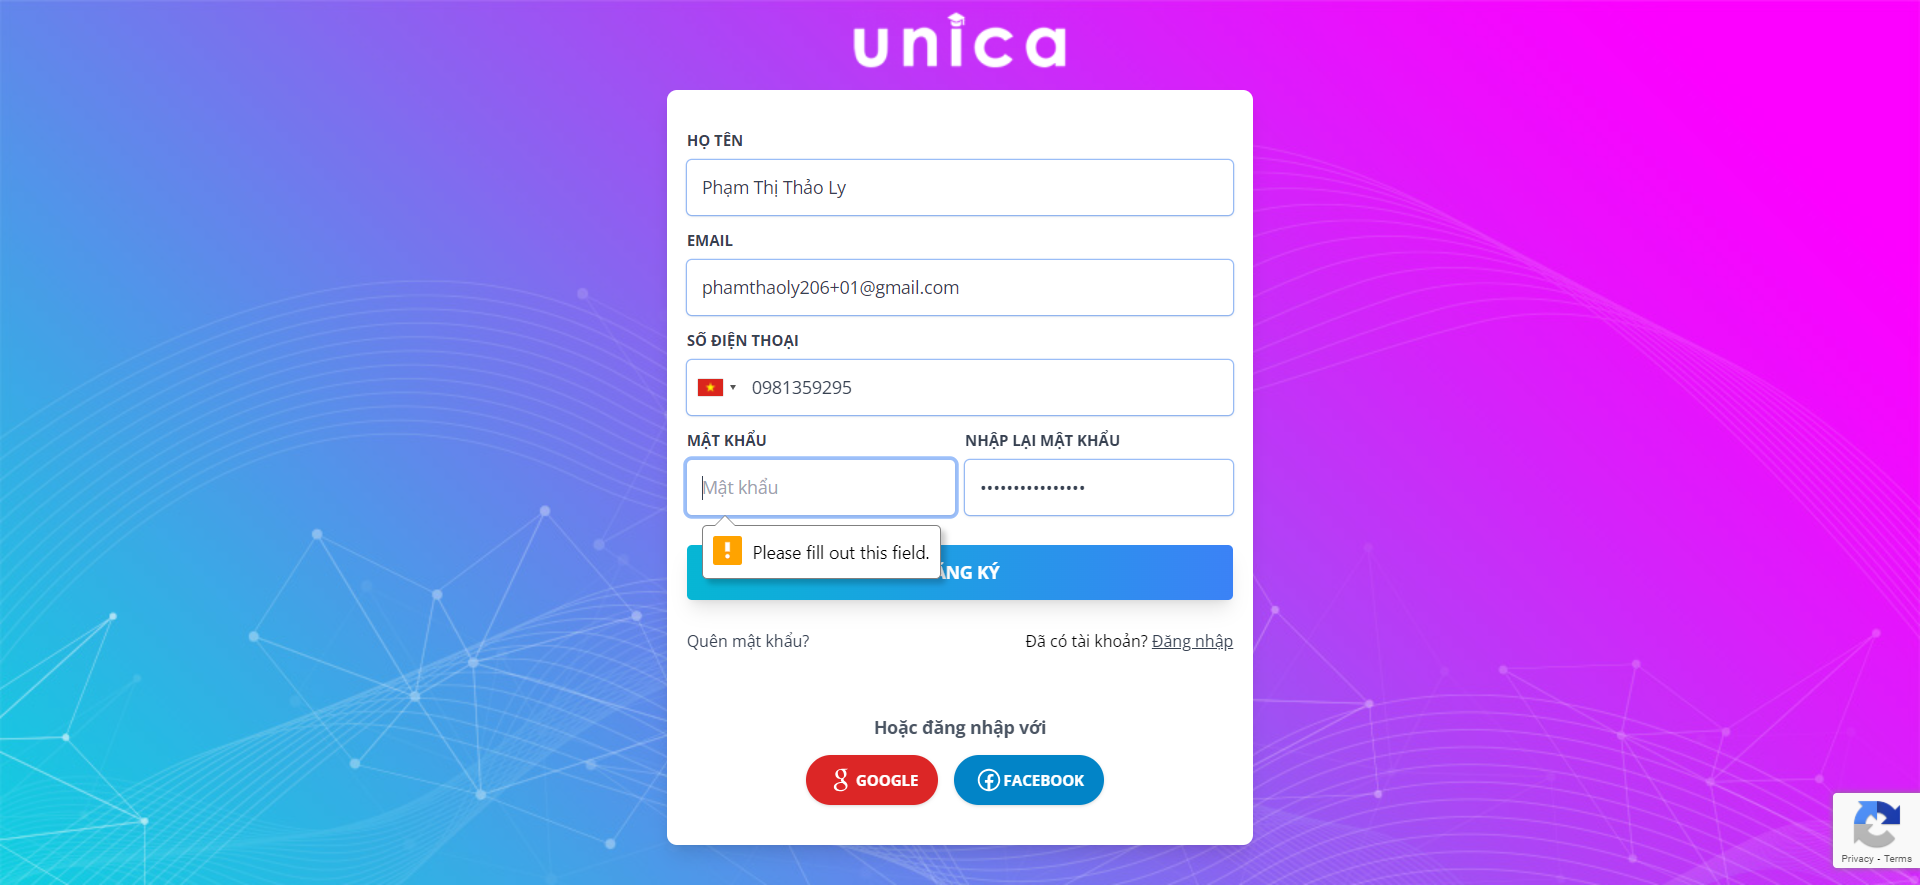 unica
HỌ TÊN
Phạm Thị Thảo Ly
EMAIL
phamthaoly206+01@gmail.com
SỐ ĐIỆN THOẠI
0981359295
MẬT KHẨU
NHẬP LẠI MẬT KHẨU
Mật khẩu
••••••••••••••••
Please fill out this field.
ĂNG KÝ
Quên mật khẩu?
Đã có tài khoản? Đăng nhập
Hoặc đăng nhập với
GOOGLE
FACEBOOK
Privacy - Terms